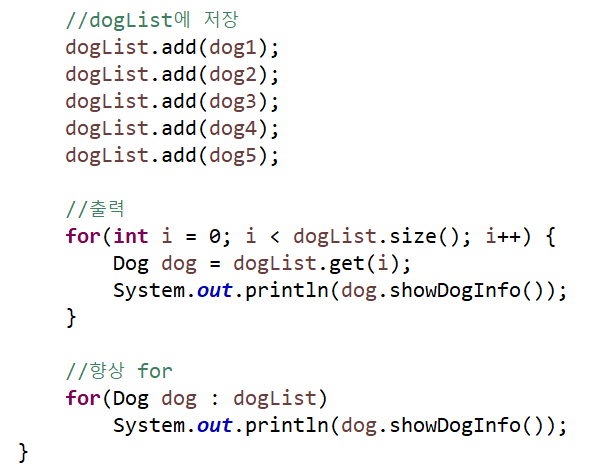 //dogList에 저장
dogList.add(dog1);
dogList.add(dog2);
dogList.add(dog3);
dogList.add(dog4);
dogList.add(dog5);
//출력
for(int i = 0; i < dogList.size(); i++) {
Dog dog = dogList.get(i);
System.out.println(dog.showDogInfo());
}
//향상 for
for(Dog dog : dogList)
System.out.println(dog.showDogInfo());
}